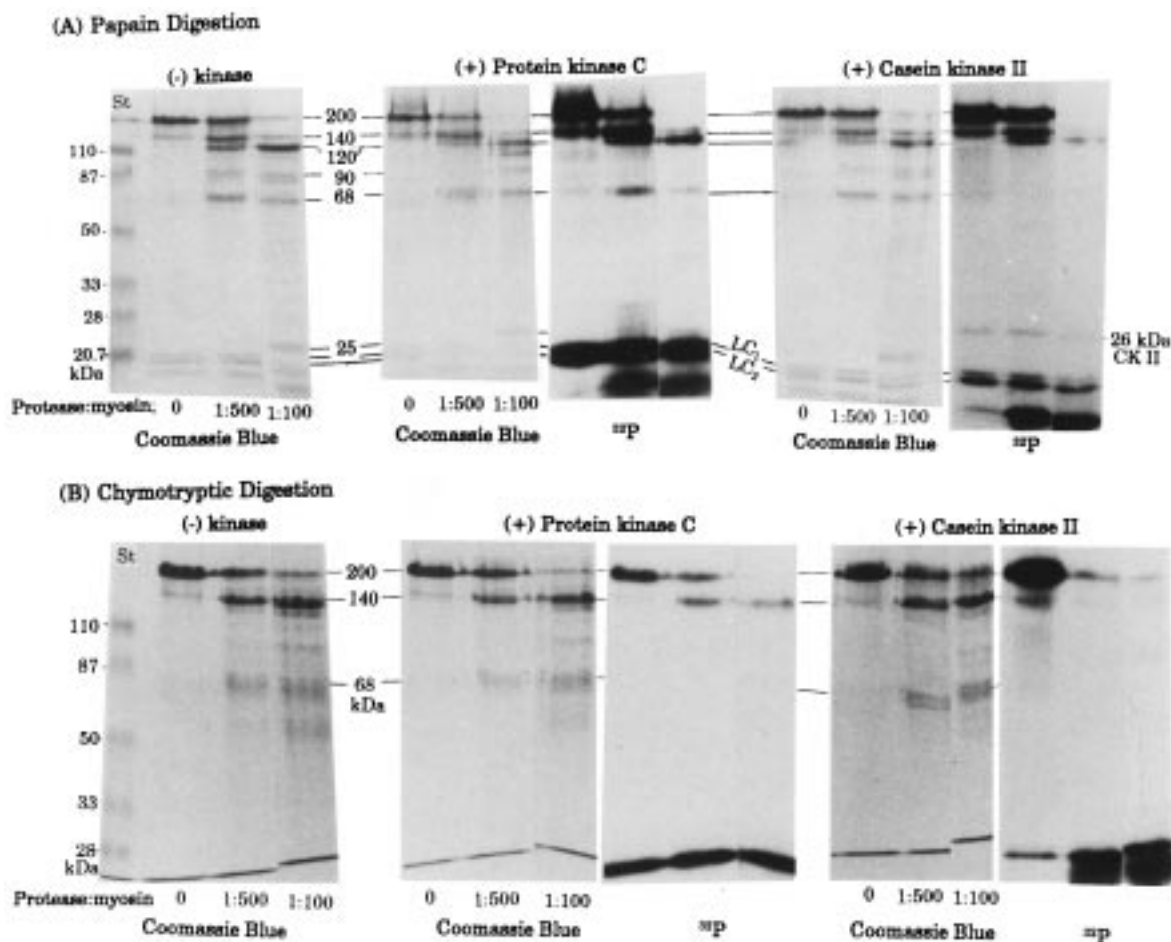 (A) Papain Digestion
(-) kinase
(+) Protein kinase C
(+) Casein kinase II
St
200
140
120
110
90
87
68
50
33
28
25
20.7
kDa
LC₁
LC₂
26 kDa
CK II
Protease:myosin; 0 1:500 1:100
0 1:500 1:100
0 1:500 1:100
Coomassie Blue
Coomassie Blue
³²P
Coomassie Blue
³²P
(B) Chymotryptic Digestion
(-) kinase
(+) Protein kinase C
(+) Casein kinase II
St
200
140
110
87
68
kDa
50
33
28
kDa
Protease:myosin 0 1:500 1:100
0 1:500 1:100
0 1:500 1:100
Coomassie Blue
Coomassie Blue
³²P
Coomassie Blue
³²P